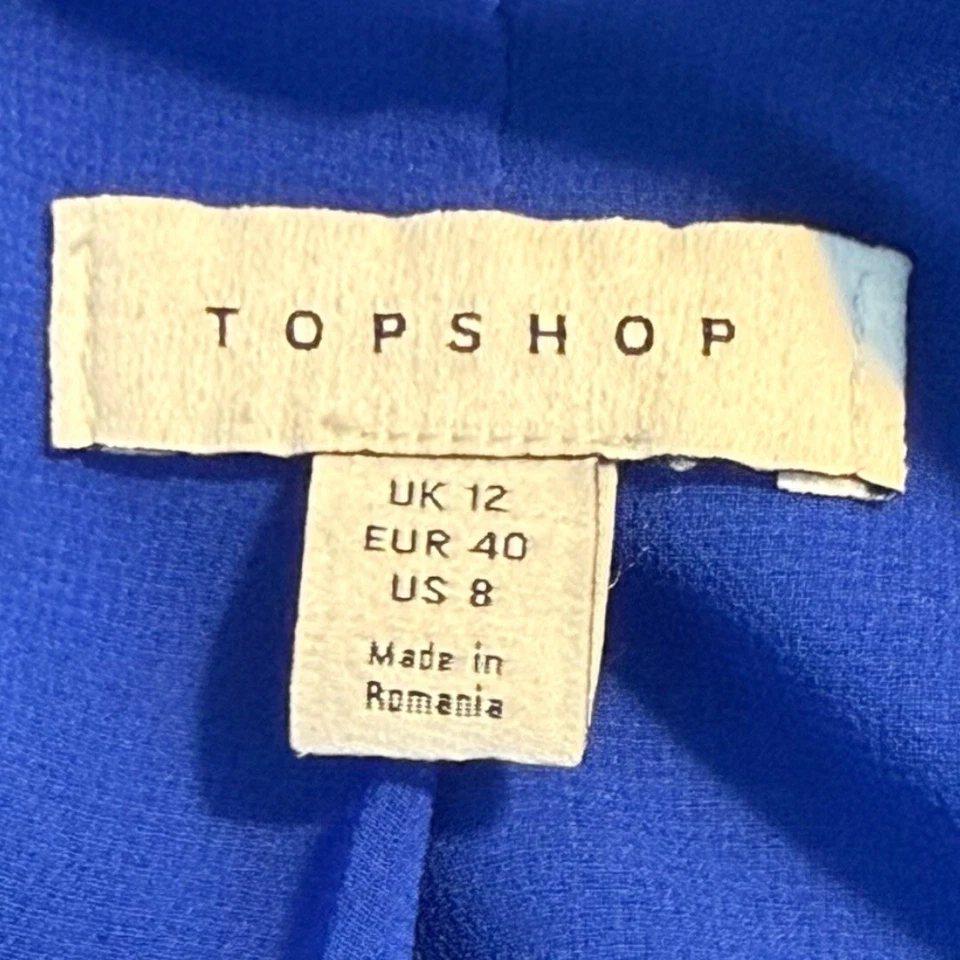 TOPSHOP
UK 12
EUR 40
US 8
Made in
Romania